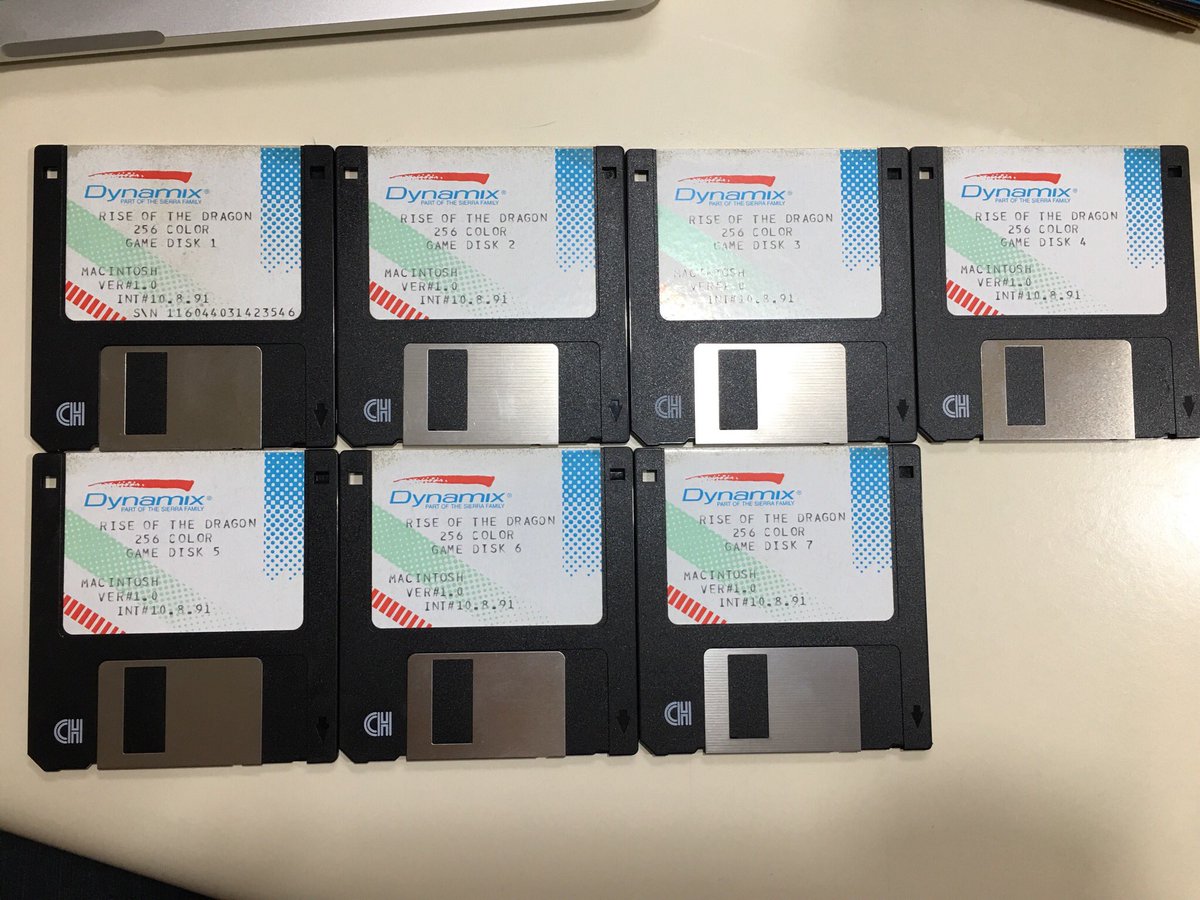 Dynamix®
PART OF THE SIERRA FAMILY
RISE OF THE DRAGON
256 COLOR
GAME DISK 1
MACINTOSH
VER#1.0
INT#10.8.91
S\N 116044031423546
CH
Dynamix®
PART OF THE SIERRA FAMILY
RISE OF THE DRAGON
256 COLOR
GAME DISK 2
MACINTOSH
VER#1.0
INT#10.8.91
CH
Dynamix®
PART OF THE SIERRA FAMILY
RISE OF THE DRAGON
256 COLOR
GAME DISK 3
MACINTOSH
VER#1.0
INT#10.8.91
CH
Dynamix®
PART OF THE SIERRA FAMILY
RISE OF THE DRAGON
256 COLOR
GAME DISK 4
MACINTOSH
VER#1.0
INT#10.8.91
CH
Dynamix®
PART OF THE SIERRA FAMILY
RISE OF THE DRAGON
256 COLOR
GAME DISK 5
MACINTOSH
VER#1.0
INT#10.8.91
CH
Dynamix®
PART OF THE SIERRA FAMILY
RISE OF THE DRAGON
256 COLOR
GAME DISK 6
MACINTOSH
VER#1.0
INT#10.8.91
CH
Dynamix®
PART OF THE SIERRA FAMILY
RISE OF THE DRAGON
256 COLOR
GAME DISK 7
MACINTOSH
VER#1.0
INT#10.8.91
CH